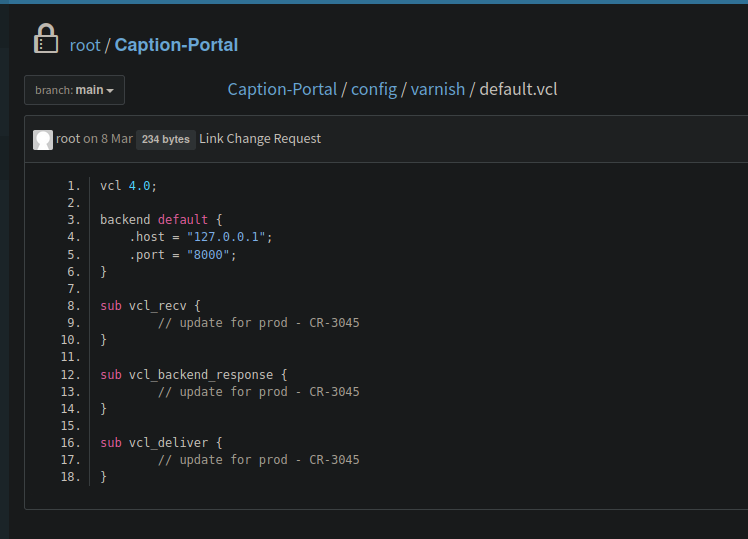 root / Caption-Portal
branch: main
Caption-Portal / config / varnish / default.vcl
root on 8 Mar 234 bytes Link Change Request
1. vcl 4.0;
2.
3. backend default {
4.     .host = "127.0.0.1";
5.     .port = "8000";
6. }
7.
8. sub vcl_recv {
9.         // update for prod - CR-3045
10. }
11.
12. sub vcl_backend_response {
13.         // update for prod - CR-3045
14. }
15.
16. sub vcl_deliver {
17.         // update for prod - CR-3045
18. }